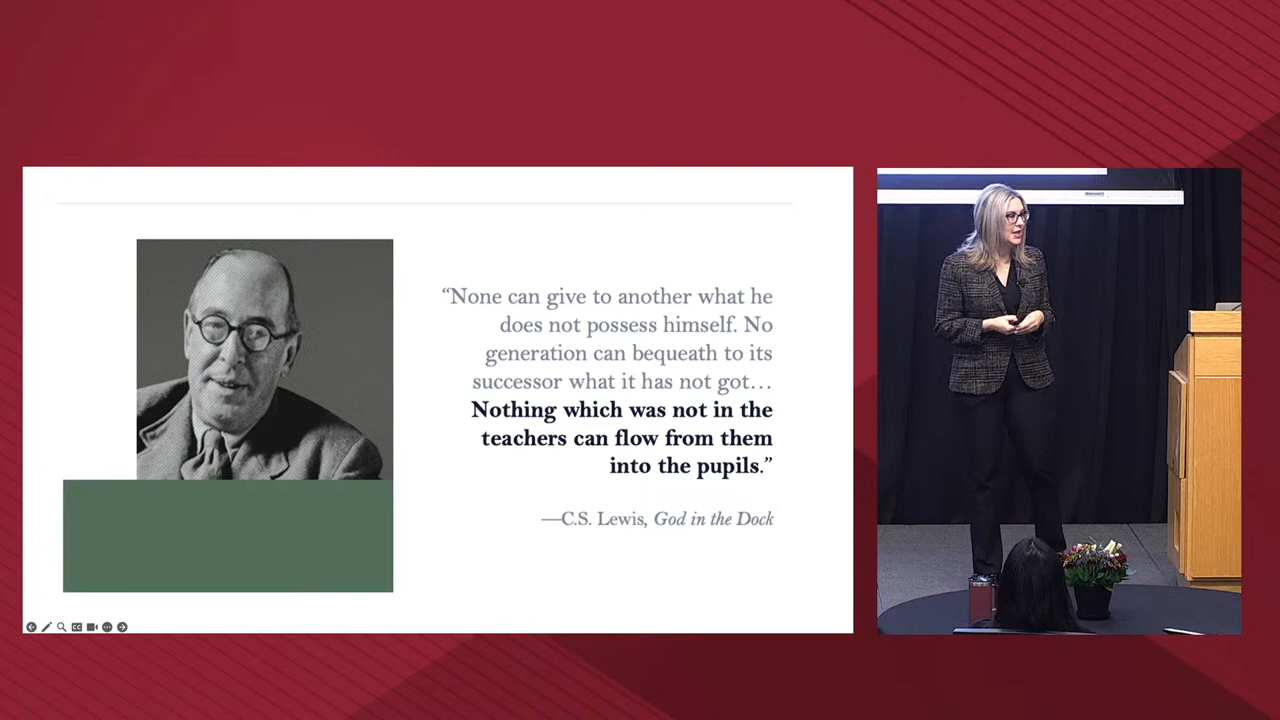 “None can give to another what he
does not possess himself. No
generation can bequeath to its
successor what it has not got…
Nothing which was not in the
teachers can flow from them
into the pupils.”
—C.S. Lewis, God in the Dock